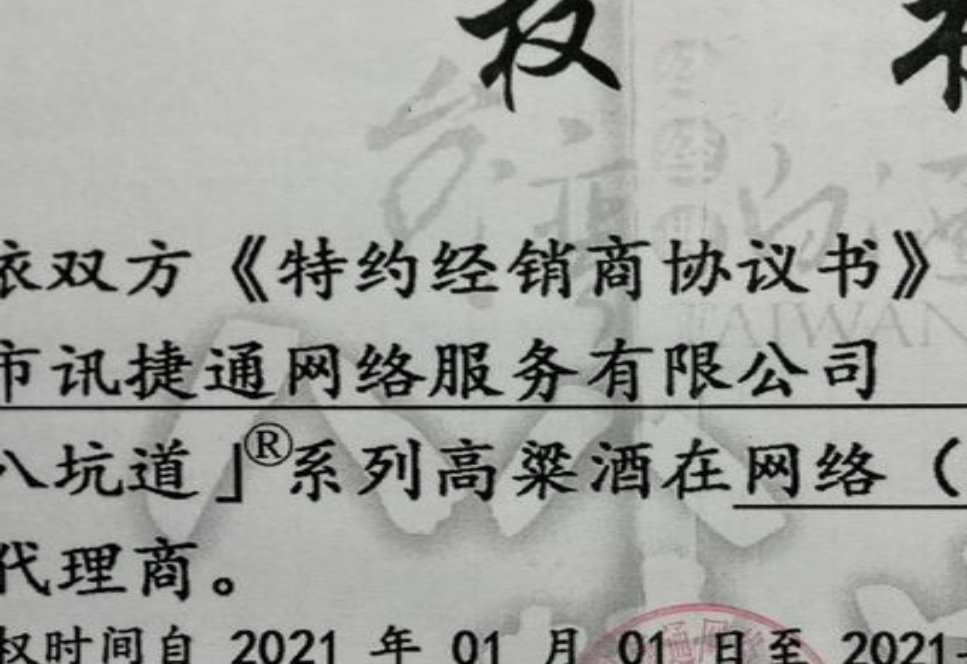 权
依双方《特约经销商协议书》
市讯捷通网络服务有限公司
八坑道」®系列高粱酒在网络（
代理商。
权时间自 2021 年 01 月 01 日至 2021-
TAIWAN